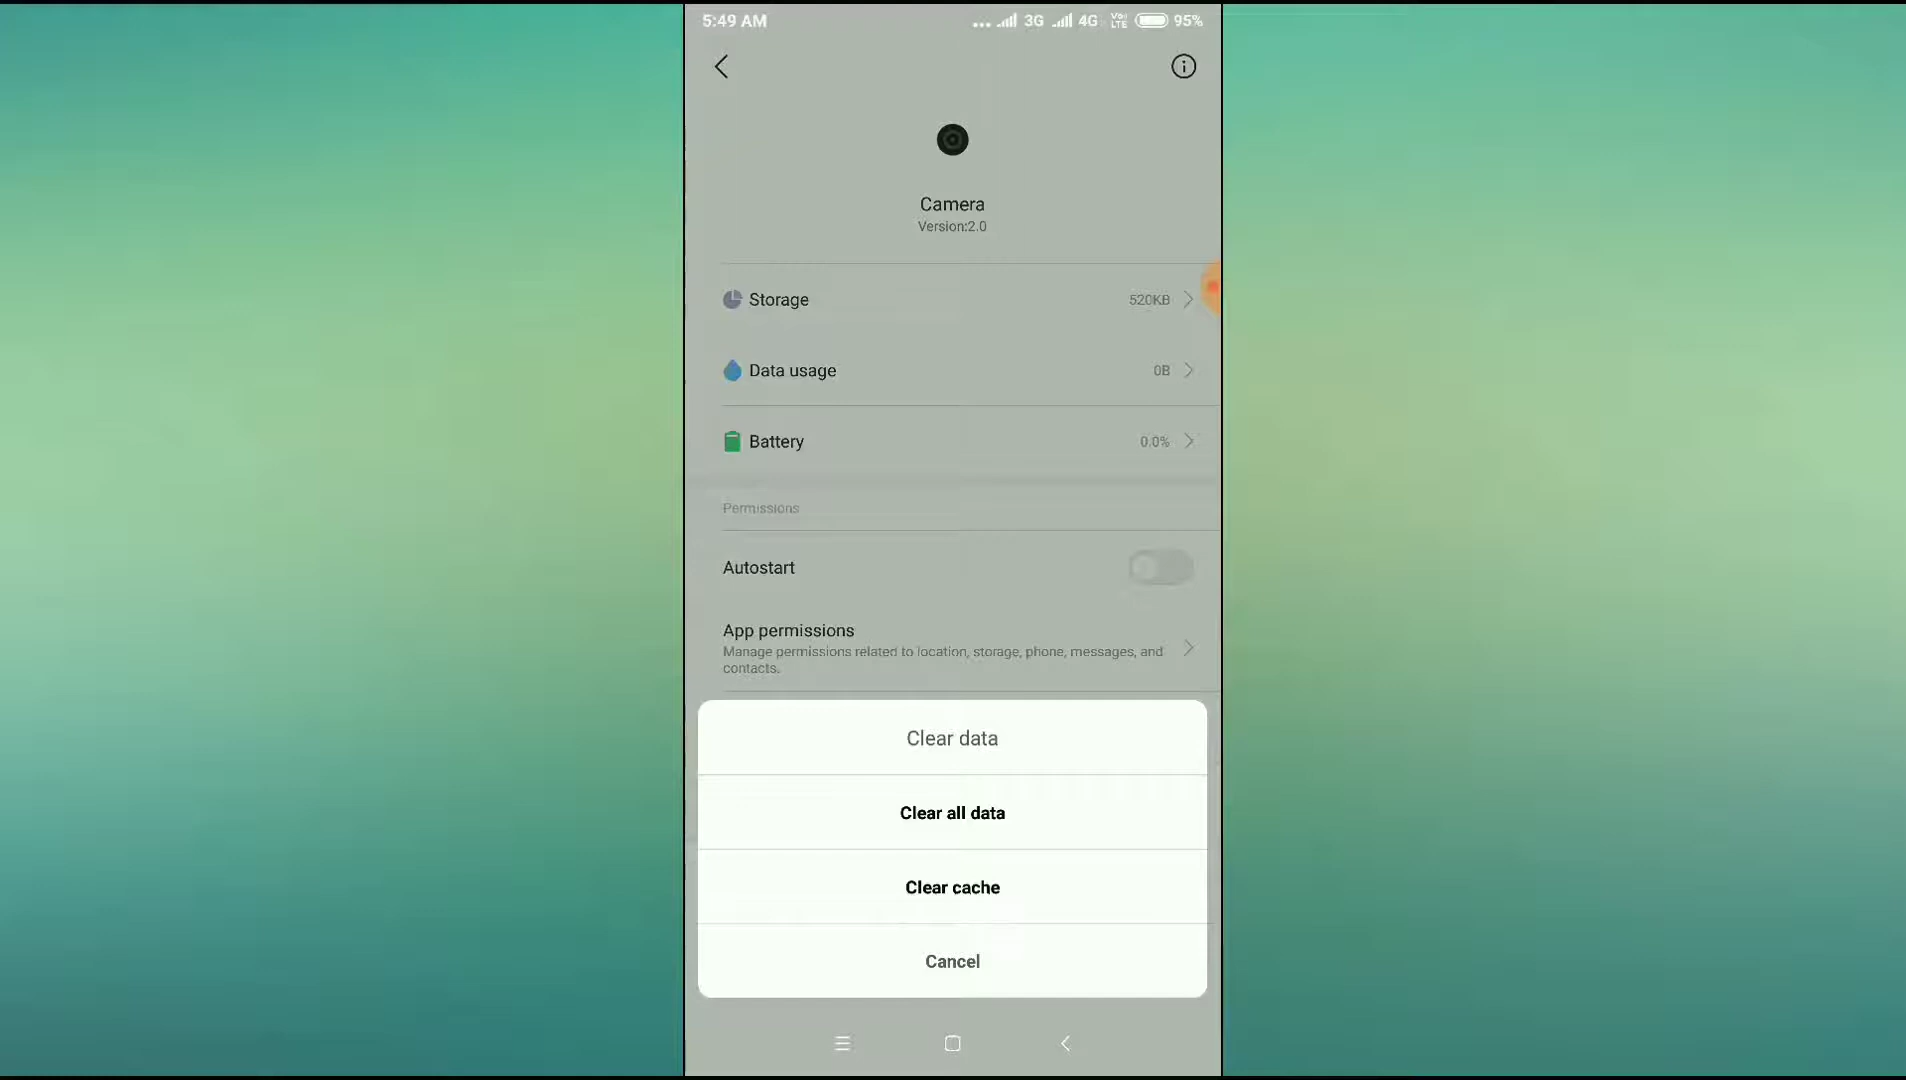 5:49 AM
... 3G 4G Vo LTE 95%
Camera
Version:2.0
Storage
520KB
Data usage
0B
Battery
0.0%
Permissions
Autostart
App permissions
Manage permissions related to location, storage, phone, messages, and
contacts.
Clear data
Clear all data
Clear cache
Cancel